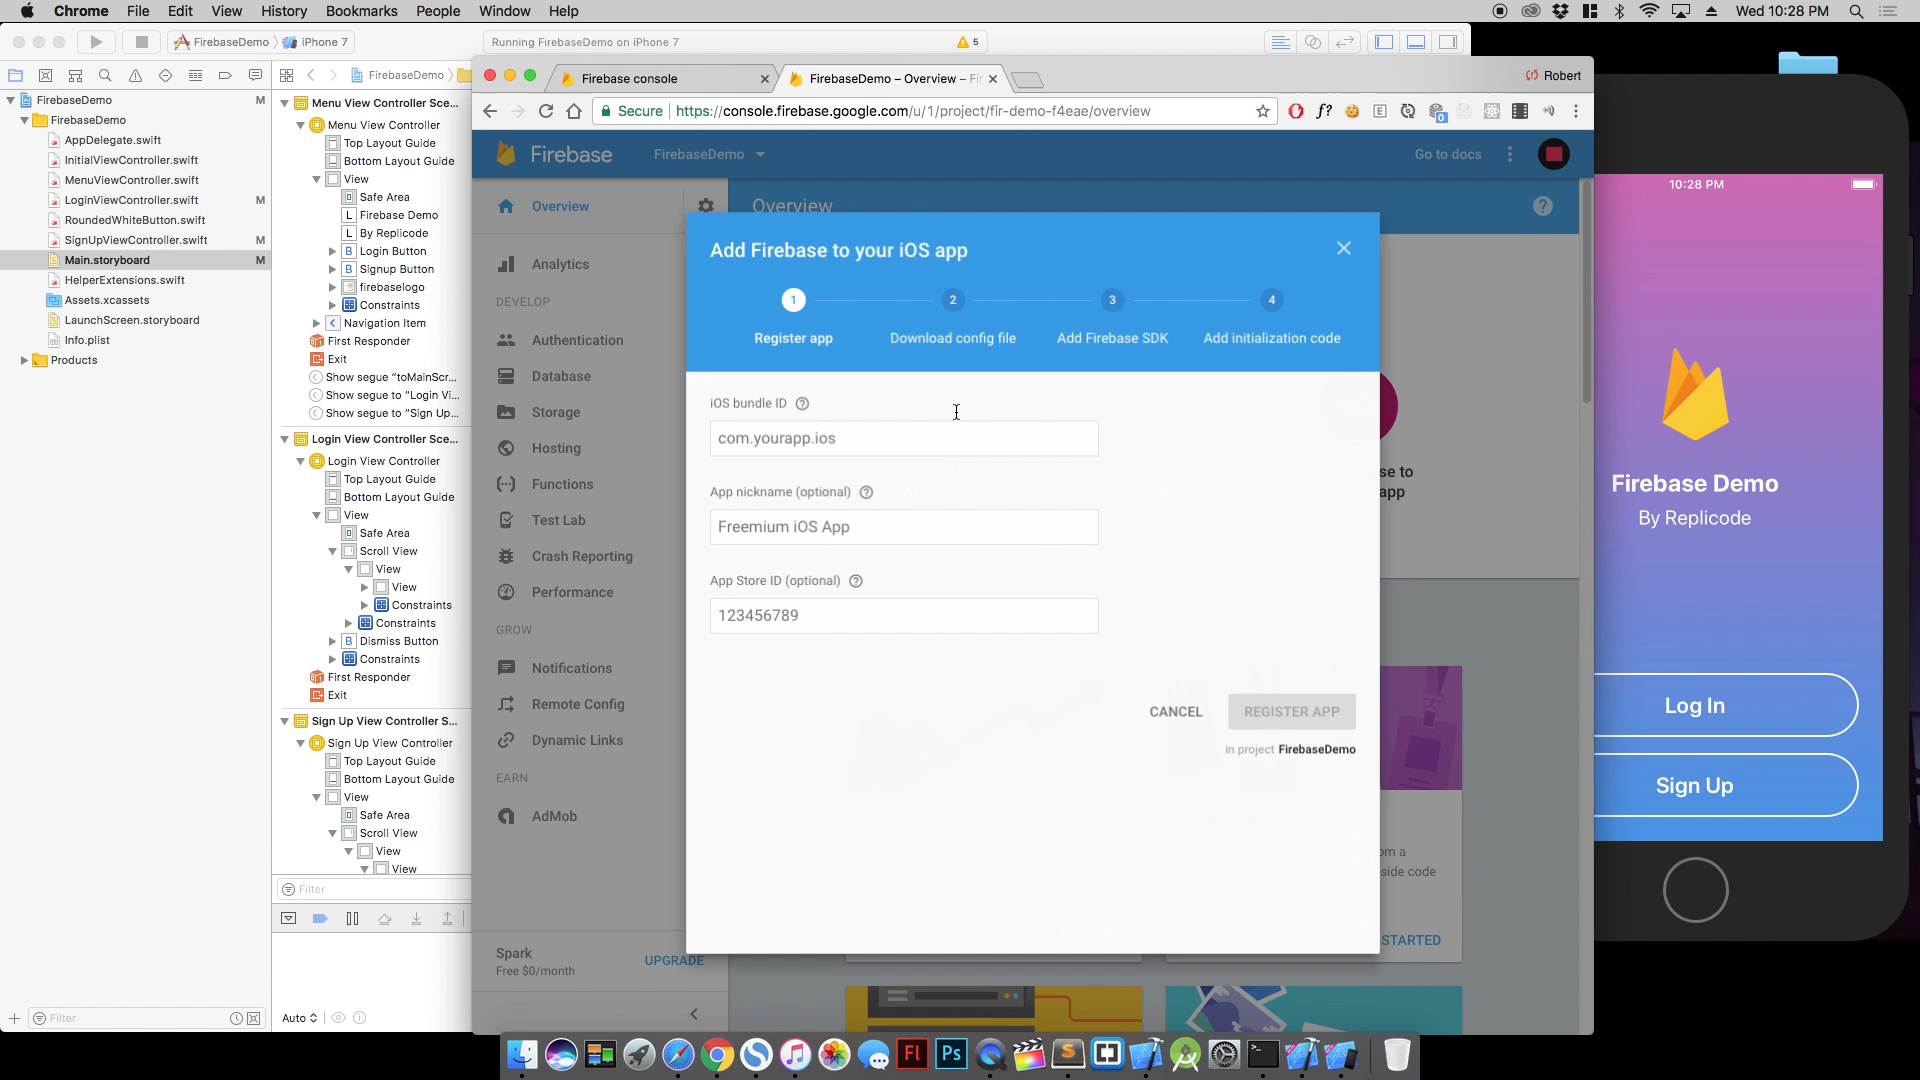 Chrome File Edit View History Bookmarks People Window Help
Wed 10:28 PM
FirebaseDemo iPhone 7
Running FirebaseDemo on iPhone 7
5
FirebaseDemo
FirebaseDemo M
FirebaseDemo
AppDelegate.swift
InitialViewController.swift
MenuViewController.swift
LoginViewController.swift M
RoundedWhiteButton.swift
SignUpViewController.swift M
Main.storyboard M
HelperExtensions.swift
Assets.xcassets
LaunchScreen.storyboard
Info.plist
Products
Filter
Menu View Controller Sce...
Menu View Controller
Top Layout Guide
Bottom Layout Guide
View
Safe Area
L Firebase Demo
L By Replicode
B Login Button
B Signup Button
firebaselogo
Constraints
Navigation Item
First Responder
Exit
Show segue "toMainScr...
Show segue to "Login Vi...
Show segue to "Sign Up...
Login View Controller Sce...
Login View Controller
Top Layout Guide
Bottom Layout Guide
View
Safe Area
Scroll View
View
View
Constraints
Constraints
B Dismiss Button
Constraints
First Responder
Exit
Sign Up View Controller S...
Sign Up View Controller
Top Layout Guide
Bottom Layout Guide
View
Safe Area
Scroll View
View
View
Filter
Auto
Firebase console
FirebaseDemo – Overview – Fi
Robert
Secure https://console.firebase.google.com/u/1/project/fir-demo-f4eae/overview
f?
E
0
Firebase
FirebaseDemo
Go to docs
Overview
Analytics
DEVELOP
Authentication
Database
Storage
Hosting
Functions
Test Lab
Crash Reporting
Performance
GROW
Notifications
Remote Config
Dynamic Links
EARN
AdMob
Spark
Free $0/month
UPGRADE
Overview
Add Firebase to your iOS app
1 2 3 4
Register app Download config file Add Firebase SDK Add initialization code
iOS bundle ID ?
com.yourapp.ios
App nickname (optional) ?
Freemium iOS App
App Store ID (optional) ?
123456789
CANCEL REGISTER APP
in project FirebaseDemo
se to
app
om a
side code
STARTED
10:28 PM
Firebase Demo
By Replicode
Log In
Sign Up
Fl
Ps
S